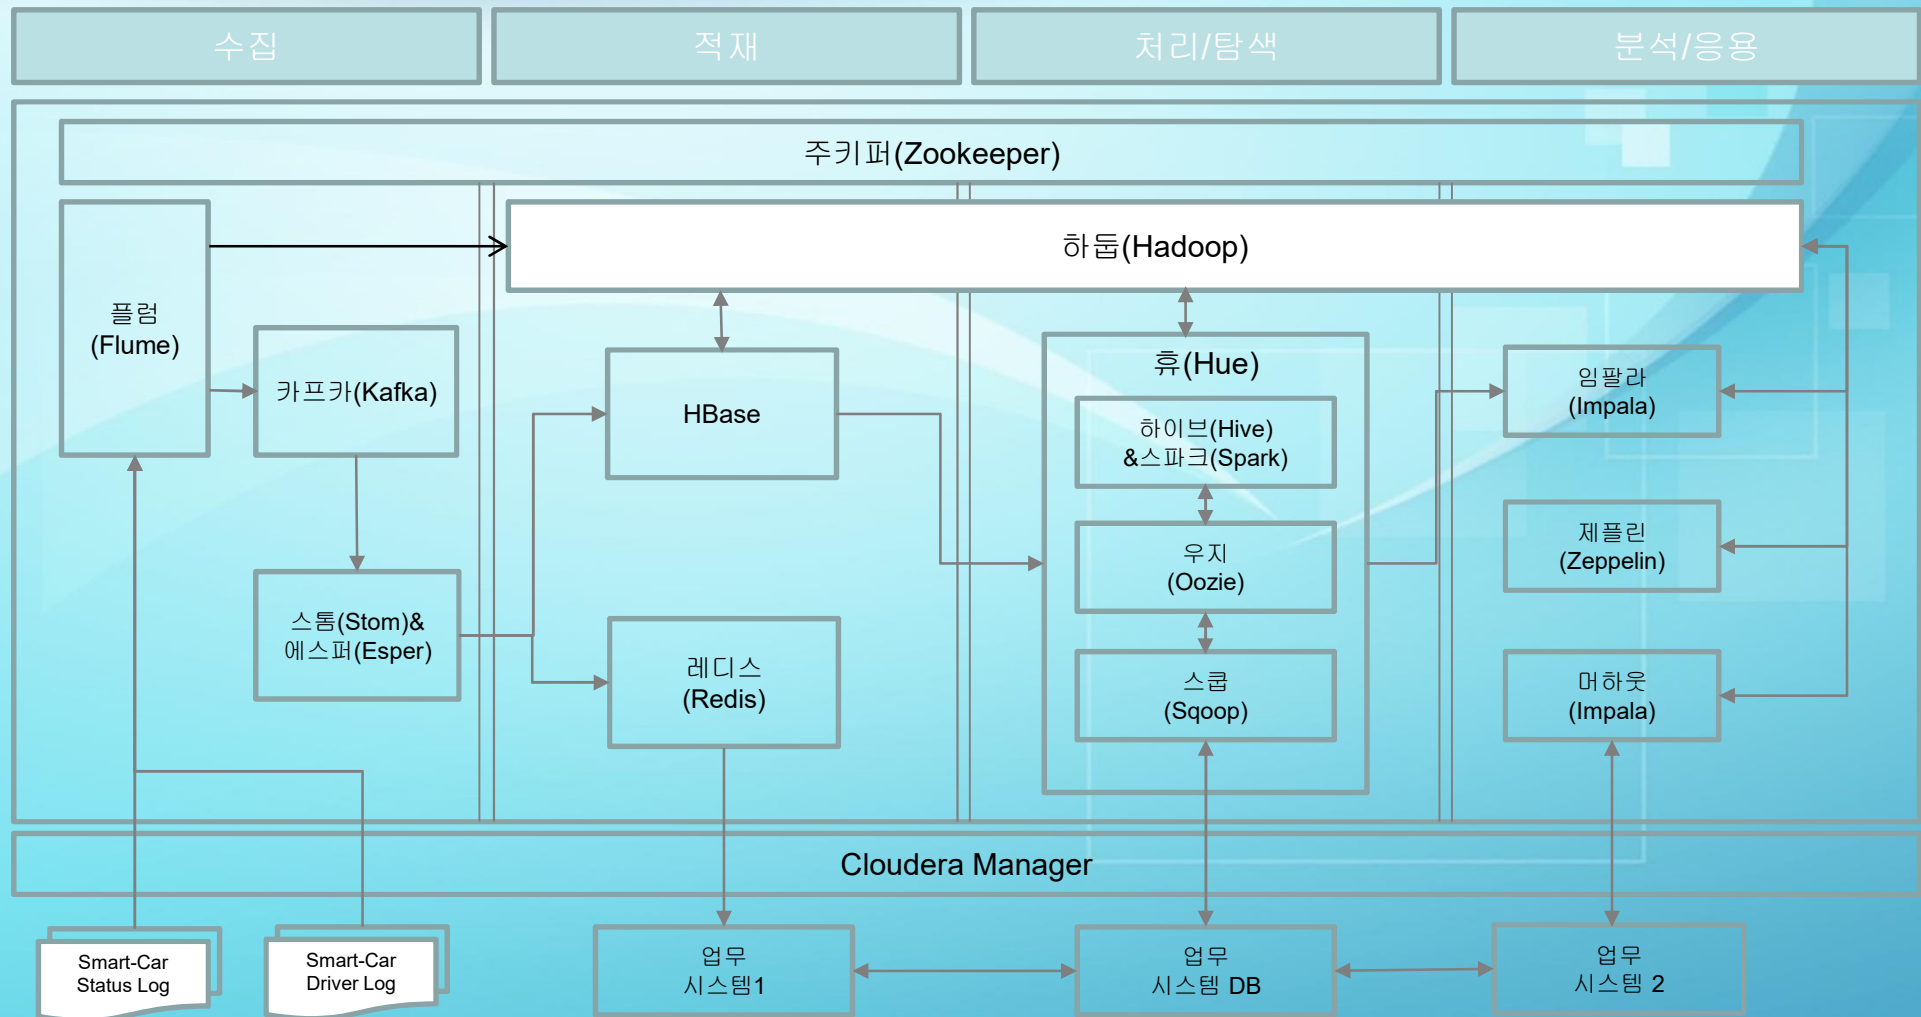 수집
적재
처리/탐색
분석/응용
주키퍼(Zookeeper)
하둡(Hadoop)
플럼
(Flume)
카프카(Kafka)
스톰(Stom)&
에스퍼(Esper)
HBase
레디스
(Redis)
휴(Hue)
하이브(Hive)
&스파크(Spark)
우지
(Oozie)
스쿱
(Sqoop)
임팔라
(Impala)
제플린
(Zeppelin)
머하웃
(Impala)
Cloudera Manager
Smart-Car
Status Log
Smart-Car
Driver Log
업무
시스템1
업무
시스템 DB
업무
시스템 2